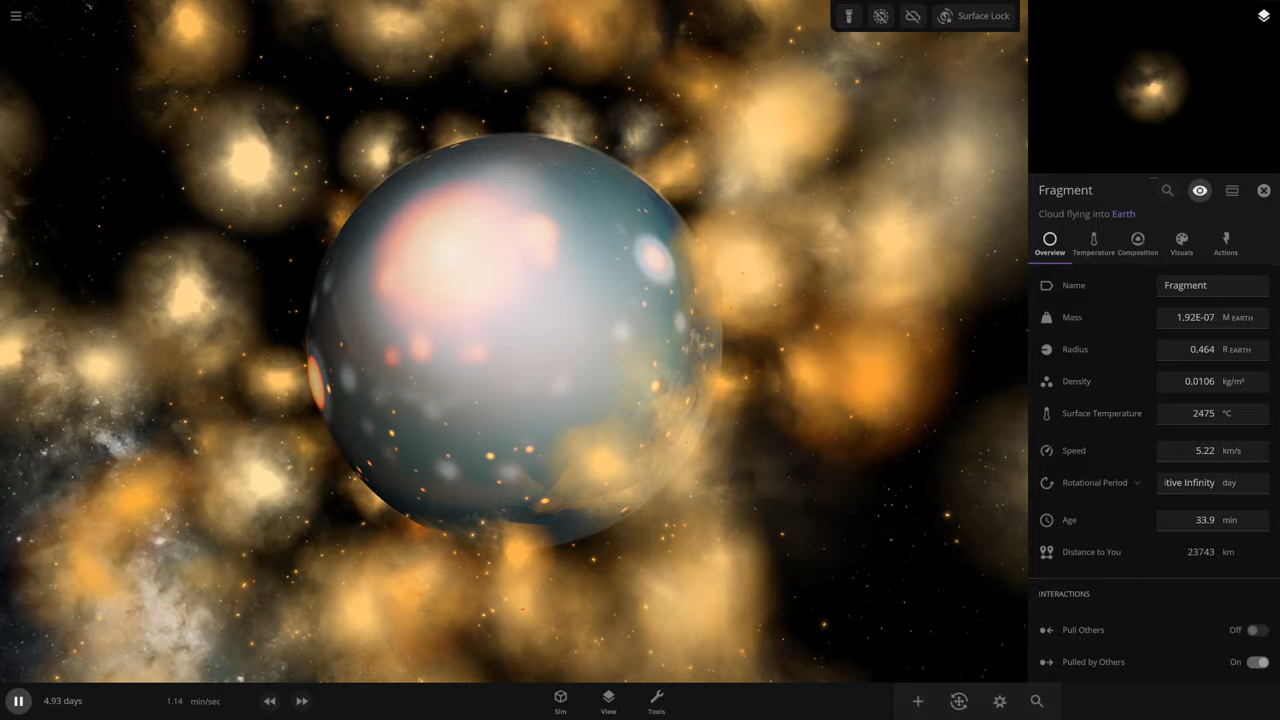 Surface Lock
Fragment
Cloud flying into Earth
Overview Temperature Composition Visuals Actions
Name Fragment
Mass 1.92E-07 M EARTH
Radius 0.464 R EARTH
Density 0.0106 kg/m³
Surface Temperature 2475 °C
Speed 5.22 km/s
Rotational Period itive Infinity day
Age 33.9 min
Distance to You 23743 km
INTERACTIONS
Pull Others Off
Pulled by Others On
4.93 days 1.14 min/sec
Sim View Tools